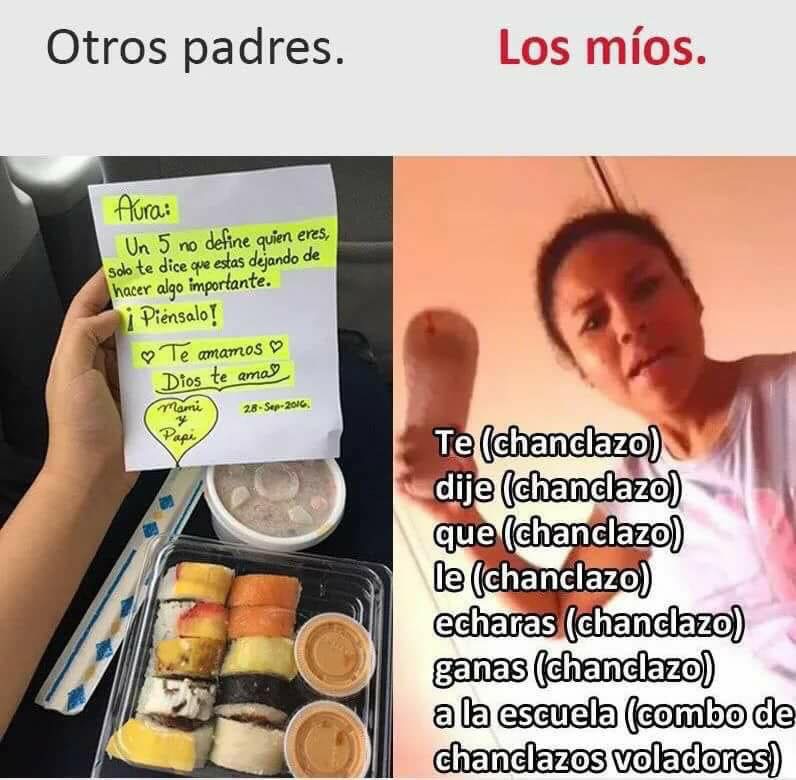 Otros padres.
Los míos.
Aura:
Un 5 no define quien eres,
solo te dice que estas dejando de
hacer algo importante.
¡Piénsalo!
♡ Te amamos ♡
Dios te ama♡
Mami
y
Papi
28-Sep-2016.
Te (chanclazo)
dije (chanclazo)
que (chanclazo)
le (chanclazo)
echaras (chanclazo)
ganas (chanclazo)
a la escuela (combo de
chanclazos voladores)